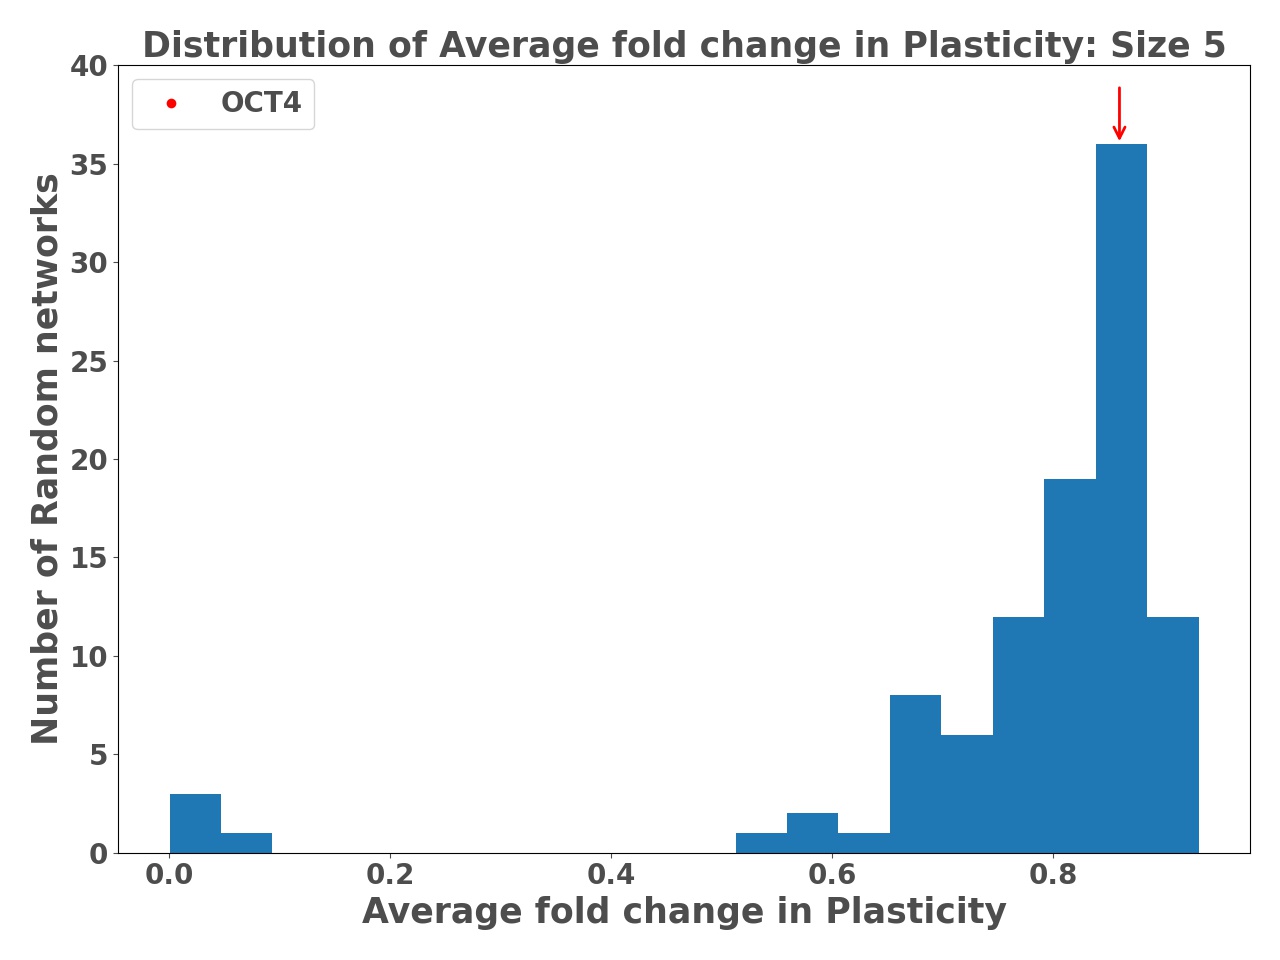 Distribution of Average fold change in Plasticity: Size 5
OCT4
Number of Random networks
40
35
30
25
20
15
10
5
0
0.0 0.2 0.4 0.6 0.8
Average fold change in Plasticity